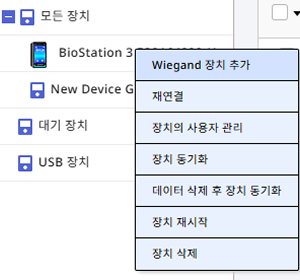 모든 장치
BioStation 3
Wiegand 장치 추가
New Device G
재연결
대기 장치
장치의 사용자 관리
USB 장치
장치 동기화
데이터 삭제 후 장치 동기화
장치 재시작
장치 삭제